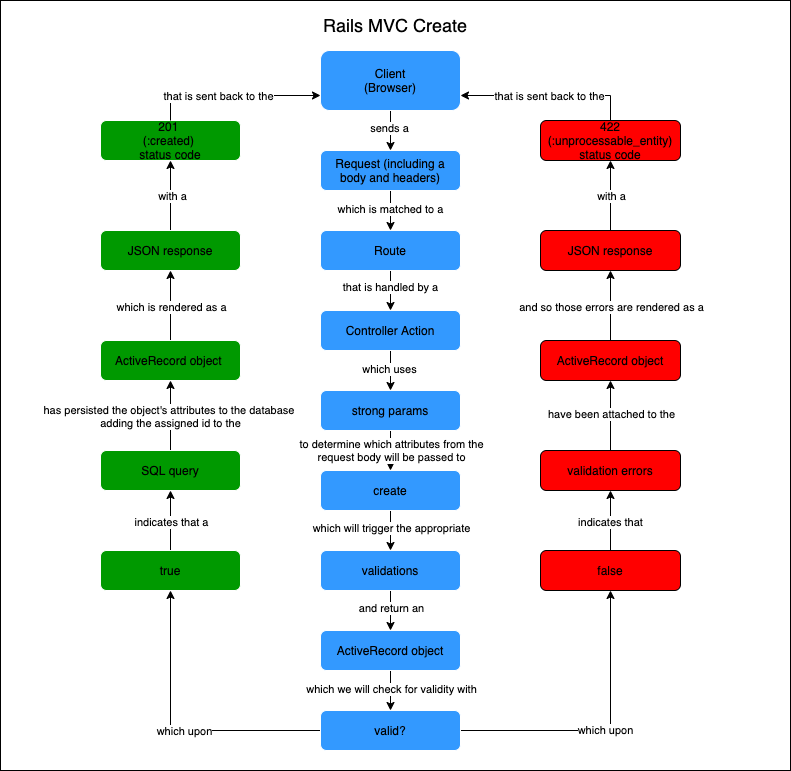 Rails MVC Create
Client
(Browser)
that is sent back to the
that is sent back to the
sends a
201
(:created)
status code
422
(:unprocessable_entity)
status code
Request (including a
body and headers)
with a
which is matched to a
with a
JSON response
Route
JSON response
which is rendered as a
that is handled by a
and so those errors are rendered as a
Controller Action
ActiveRecord object
which uses
ActiveRecord object
has persisted the object's attributes to the database
adding the assigned id to the
strong params
have been attached to the
to determine which attributes from the
request body will be passed to
SQL query
create
validation errors
indicates that a
which will trigger the appropriate
indicates that
true
validations
false
and return an
ActiveRecord object
which we will check for validity with
which upon
valid?
which upon